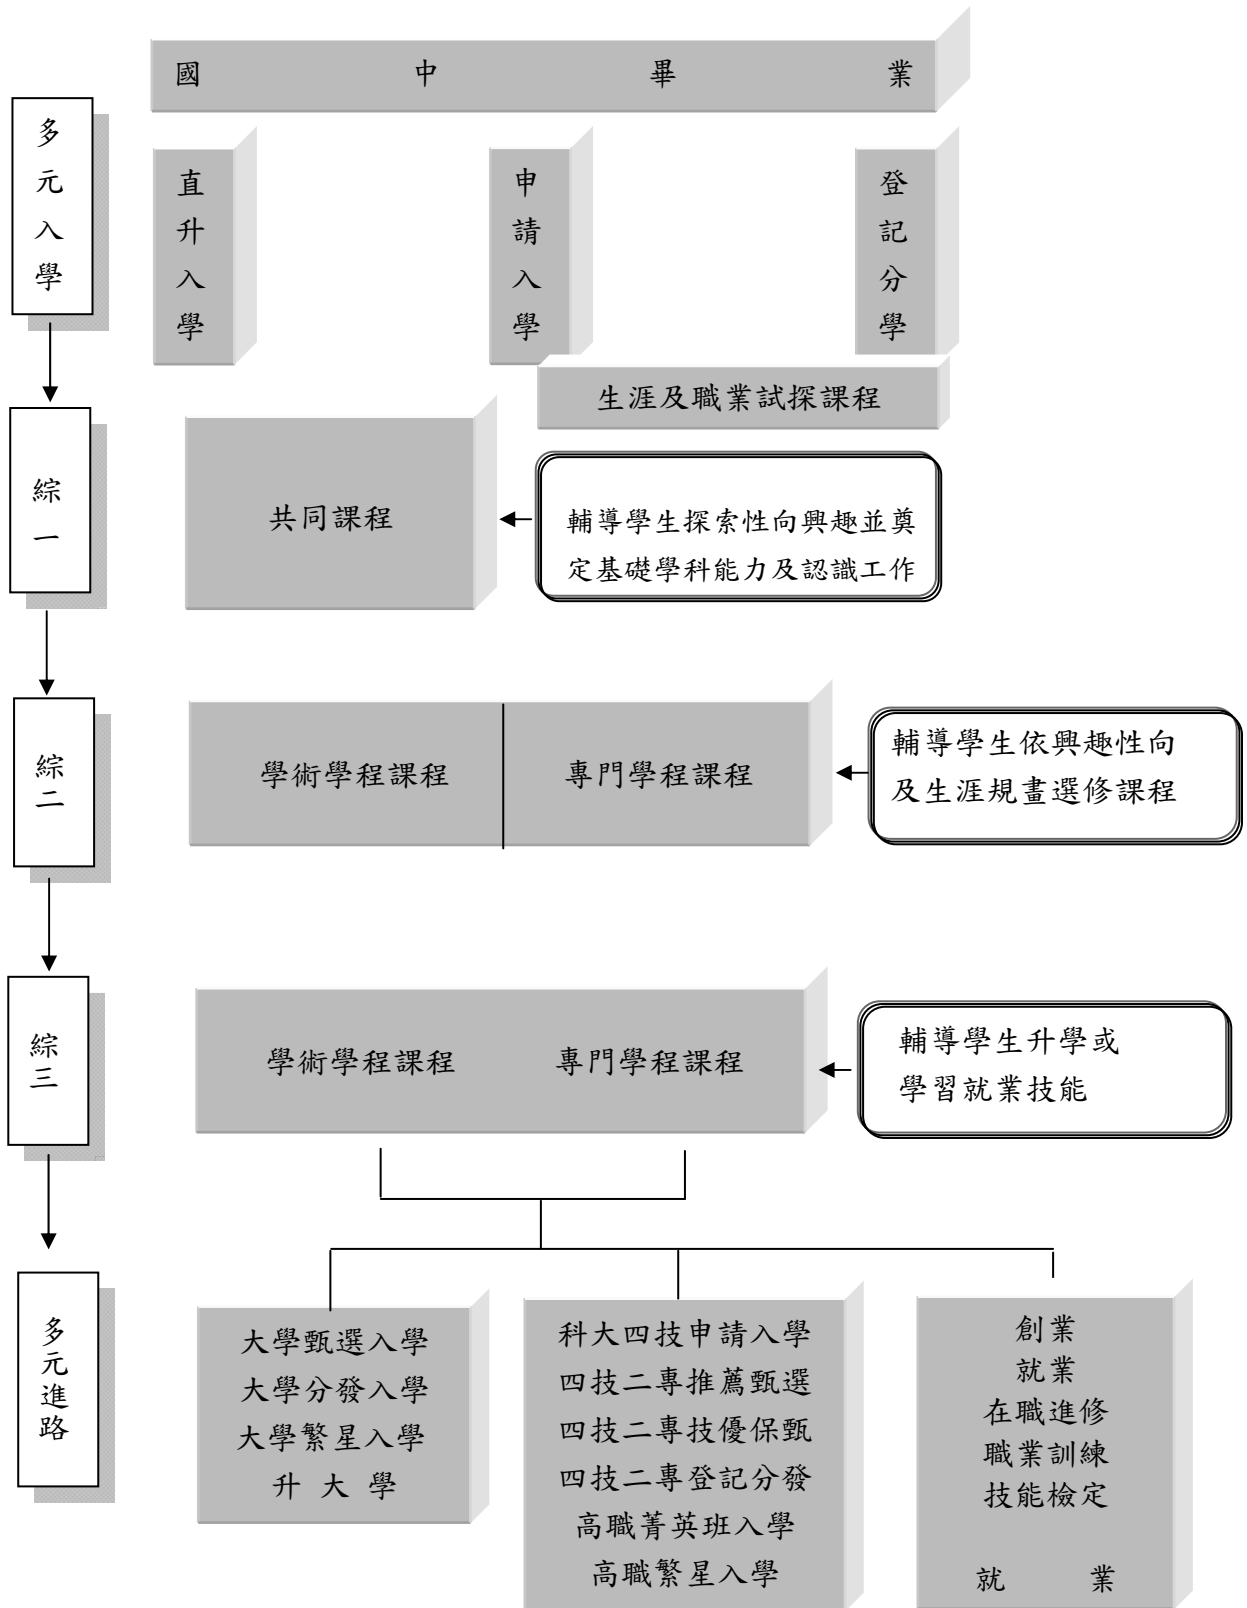 國中畢業
多元入學
直升入學
申請入學
登記分學
生涯及職業試探課程
綜一
共同課程
輔導學生探索性向興趣並奠
定基礎學科能力及認識工作
綜二
學術學程課程
專門學程課程
輔導學生依興趣性向
及生涯規畫選修課程
綜三
學術學程課程
專門學程課程
輔導學生升學或
學習就業技能
多元進路
大學甄選入學
大學分發入學
大學繁星入學
升大學
科大四技申請入學
四技二專推薦甄選
四技二專技優保甄
四技二專登記分發
高職菁英班入學
高職繁星入學
創業
就業
在職進修
職業訓練
技能檢定
就業